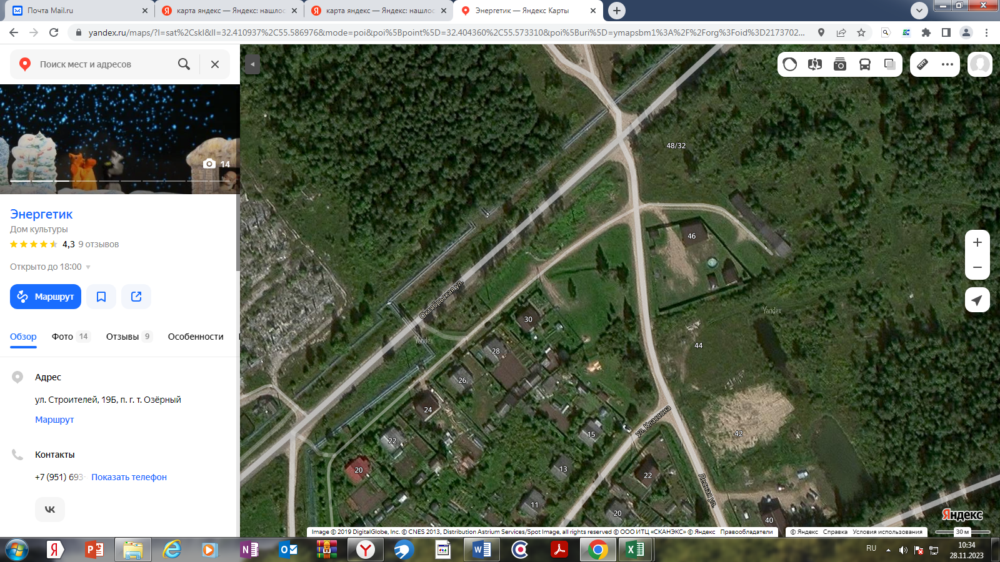 Почта Mail.ru
карта яндекс — Яндекс: нашлос
карта яндекс — Яндекс: нашлос
Энергетик — Яндекс Карты
yandex.ru/maps/?l=sat%2Cskl&ll=32.410937%2C55.586976&mode=poi&poi%5Bpoint%5D=32.404360%2C55.573310&poi%5Buri%5D=ymapsbm1%3A%2F%2Forg%3Foid%3D2173702...
Поиск мест и адресов
14
Энергетик
Дом культуры
4,3 9 отзывов
Открыто до 18:00
Маршрут
Обзор
Фото 14
Отзывы 9
Особенности
Адрес
ул. Строителей, 19Б, п. г. т. Озёрный
Маршрут
Контакты
+7 (951) 693-
Показать телефон
48/32
46
Октябрьская ул.
30
Yandex
Yandex
44
28
26
24
ул. Классона
15
42
22
20
13
22
Лесная ул.
11
20
40
Яндекс
Image © 2019 DigitalGlobe, Inc. © CNES 2013, Distribution Astrium Services/Spot Image, all rights reserved © ООО ИТЦ «СКАНЭКС» © Яндекс Правообладатели
© Яндекс Справка Условия использования
30 м
RU
10:34
28.11.2023